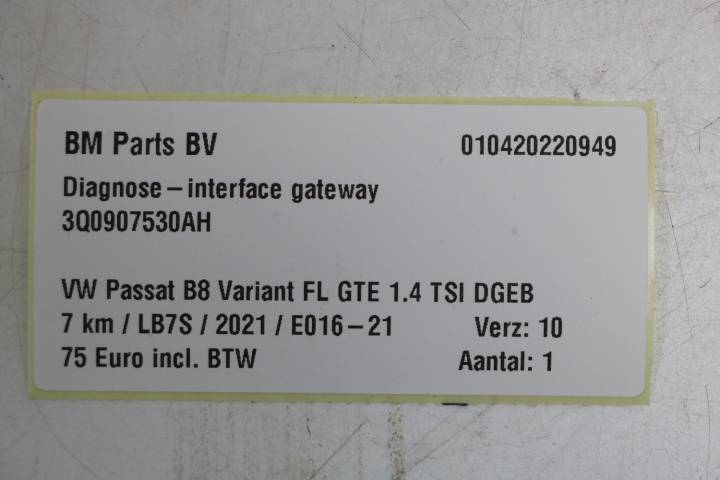 BM Parts BV 010420220949
Diagnose-interface gateway
3Q0907530AH
VW Passat B8 Variant FL GTE 1.4 TSI DGEB
7 km / LB7S / 2021 / E016-21 Verz: 10
75 Euro incl. BTW Aantal: 1